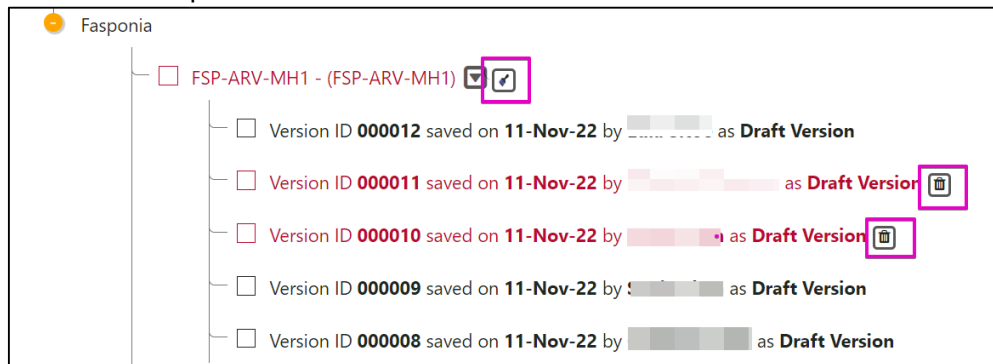 Fasponia
FSP-ARV-MH1 - (FSP-ARV-MH1)
Version ID 000012 saved on 11-Nov-22 by as Draft Version
Version ID 000011 saved on 11-Nov-22 by as Draft Version
Version ID 000010 saved on 11-Nov-22 by as Draft Version
Version ID 000009 saved on 11-Nov-22 by as Draft Version
Version ID 000008 saved on 11-Nov-22 by as Draft Version